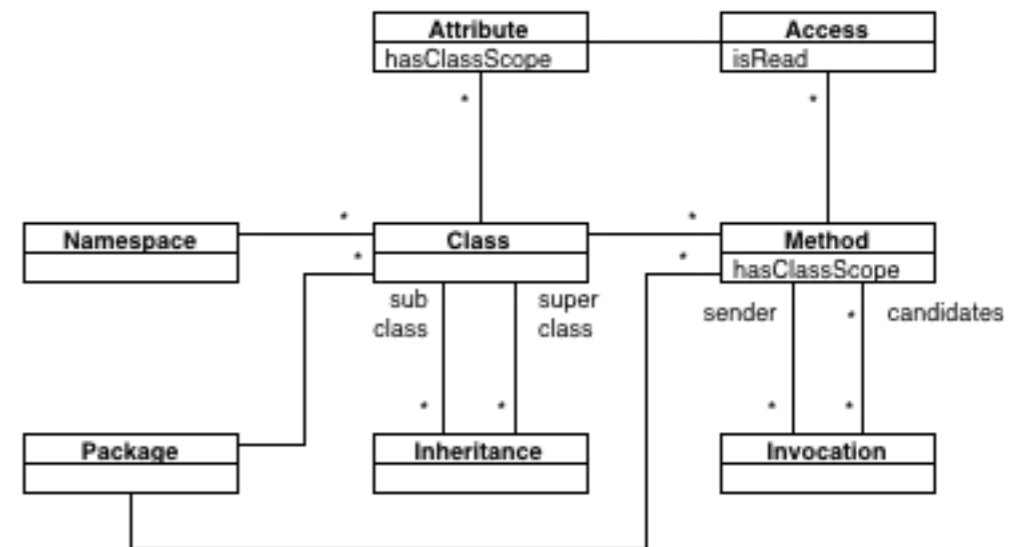 Attribute
hasClassScope
Access
isRead
*
*
Namespace
*
*
Class
*
*
Method
hasClassScope
sub
class
super
class
sender
*
candidates
*
*
*
*
Package
Inheritance
Invocation